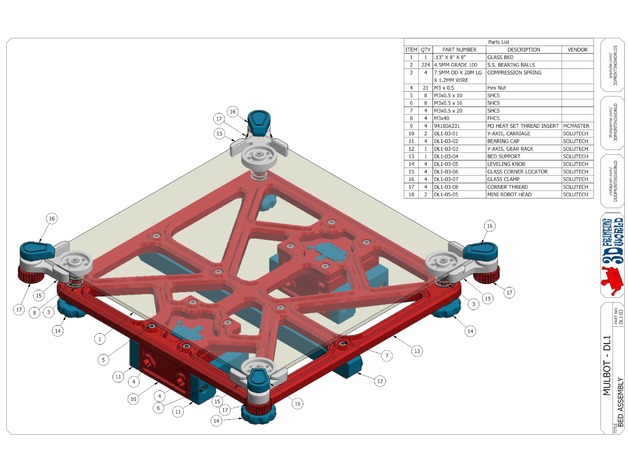 Parts List
ITEM QTY PART NUMBER DESCRIPTION VENDOR
1 1 .13" X 8" X 8" GLASS BED
2 224 4.5MM GRADE 100 S.S. BEARING BALLS
3 4 7.5MM OD X 20M LG X 1.2MM WIRE COMPRESSION SPRING
4 21 M3 x 0.5 Hex Nut
5 8 M3x0.5 x 10 SHCS
6 8 M3x0.5 x 16 SHCS
7 4 M3x0.5 x 20 SHCS
8 4 M3x40 FHCS
9 4 94180A331 M3 HEAT SET THREAD INSERT MCMASTER
10 2 DL1-03-01 Y-AXIS, CARRIAGE SOLUTECH
11 4 DL1-03-02 BEARING CAP SOLUTECH
12 1 DL1-03-03 Y-AXIS, GEAR RACK SOLUTECH
13 1 DL1-03-04 BED SUPPORT SOLUTECH
14 4 DL1-03-05 LEVELING KNOB SOLUTECH
15 4 DL1-03-06 GLASS CORNER LOCATOR SOLUTECH
16 4 DL1-03-07 GLASS CLAMP SOLUTECH
17 4 DL1-03-08 CORNER THREAD SOLUTECH
18 2 DL1-05-05 MINI ROBOT HEAD SOLUTECH
16
17
15
16
17
8
15
3
14
1
5
11
4
10
4
6
11
14
17
15
16
12
7
13
14
3
15
17
16
3D PRINTING WORLD
MULBOT - DL1
BED ASSEMBLY